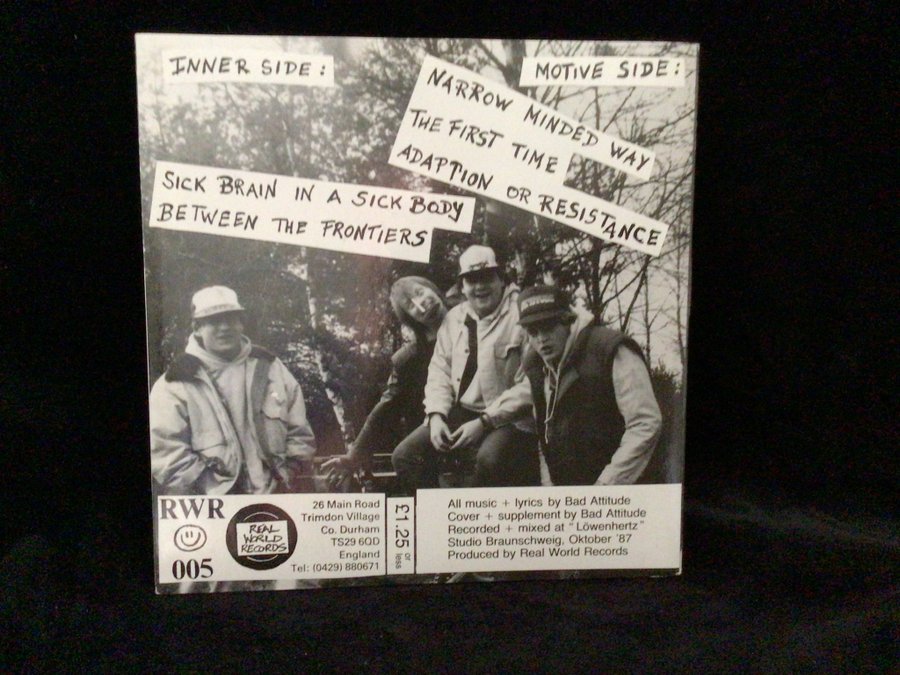 INNER SIDE:
MOTIVE SIDE:
NARROW MINDED WAY
THE FIRST TIME
ADAPTION OR RESISTANCE
SICK BRAIN IN A SICK BODY
BETWEEN THE FRONTIERS
RWR
005
REAL
WORLD
RECORDS
26 Main Road
Trimdon Village
Co. Durham
TS29 6QD
England
Tel: (0429) 880671
£1.25 or less
All music + lyrics by Bad Attitude
Cover + supplement by Bad Attitude
Recorded + mixed at "Löwenhertz"
Studio Braunschweig, Oktober '87
Produced by Real World Records